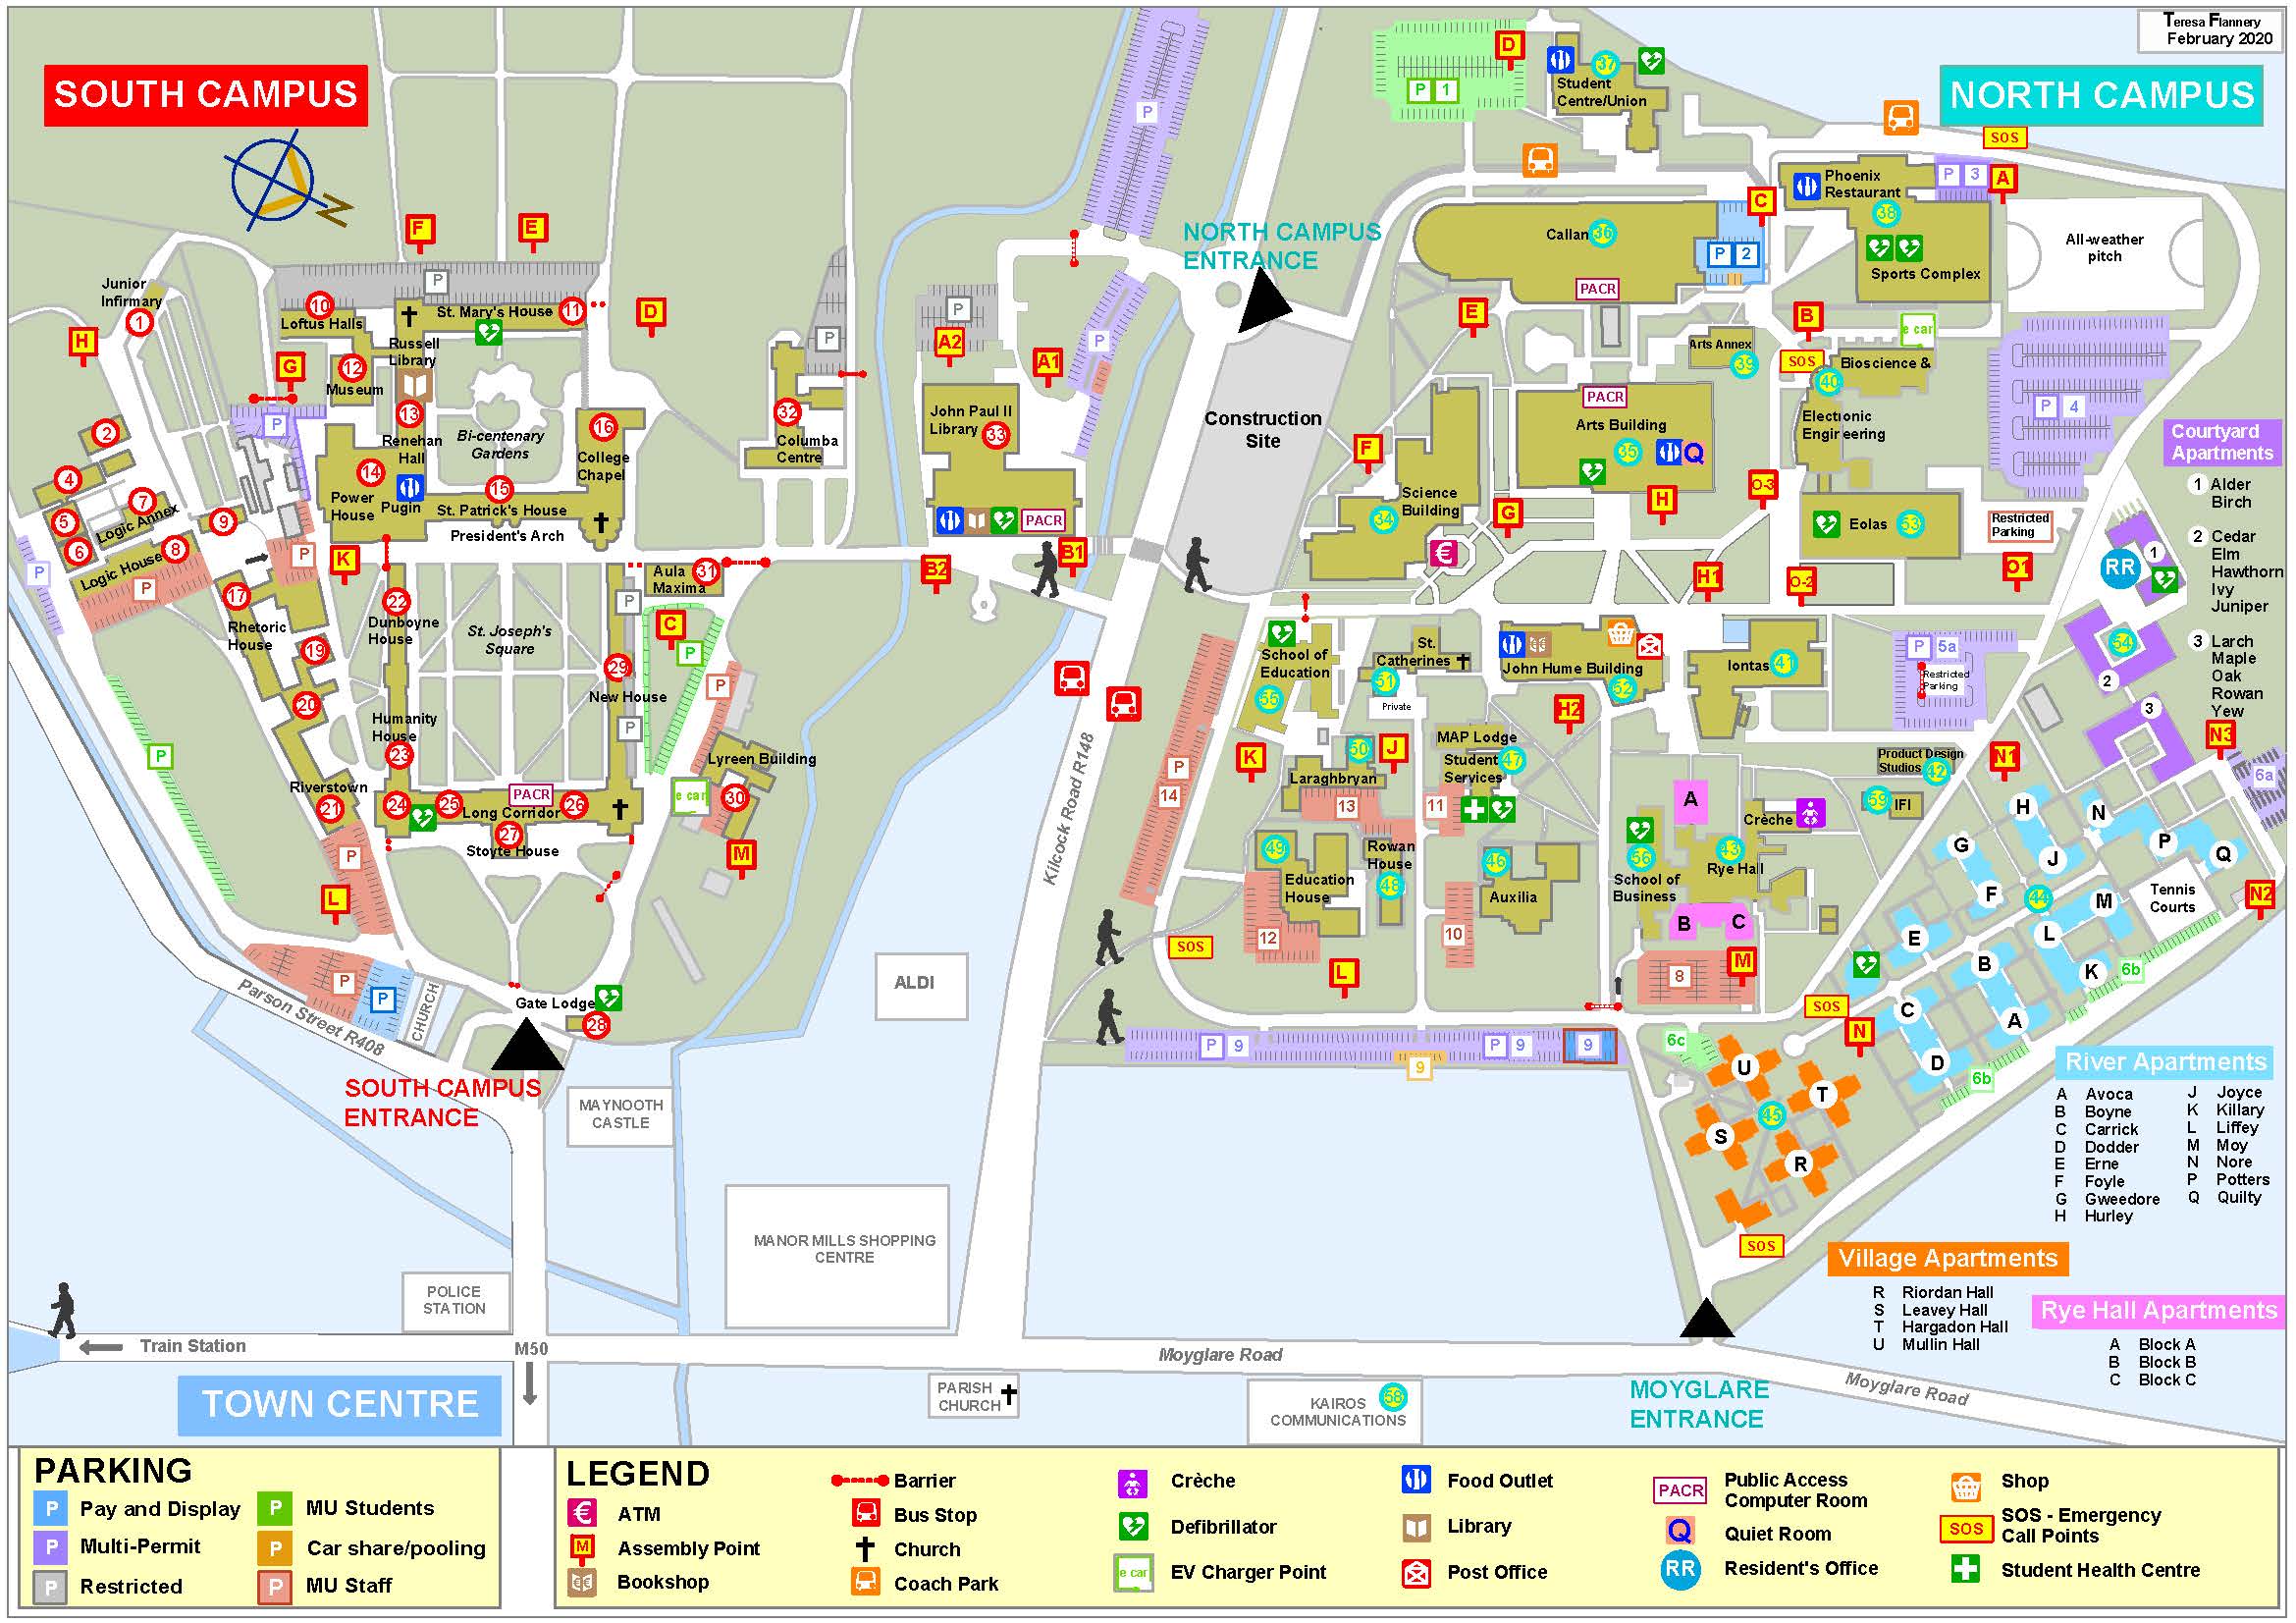 Teresa Flannery
February 2020
SOUTH CAMPUS
NORTH CAMPUS
N
Junior
Infirmary
1
H
F
E
P
10
Loftus Halls
St. Mary's House
11
D
Russell
Library
G
12
Museum
13
Renehan
Hall
Bi-centenary
Gardens
16
College
Chapel
P
2
4
5
6
7
Logic Annex
9
Logic House
8
14
Power
House
Pugin
15
St. Patrick's House
President's Arch
P
P
P
P
K
17
Rhetoric
House
19
20
Riverstown
21
22
Dunboyne
House
St. Joseph's
Square
Humanity
House
23
24
25
Long Corridor
26
PACR
27
Stoyte House
29
New House
P
P
Aula
Maxima
31
C
P
P
Lyreen Building
e car
30
M
P
P
L
P
P
CHURCH
Gate Lodge
28
Parson Street R408
SOUTH CAMPUS
ENTRANCE
32
Columba
Centre
P
P
A2
A1
P
P
John Paul II
Library
33
PACR
B2
B1
NORTH CAMPUS
ENTRANCE
Construction
Site
Kilcock Road R148
ALDI
MAYNOOTH
CASTLE
MANOR MILLS SHOPPING
CENTRE
POLICE
STATION
Train Station
M50
Moyglare Road
TOWN CENTRE
PARISH
CHURCH
KAIROS
COMMUNICATIONS
58
MOYGLARE
ENTRANCE
Moyglare Road
P 1
D
37
Student
Centre/Union
SOS
Phoenix
Restaurant
38
Sports Complex
P 3
A
All-weather
pitch
Callan
36
C
P 2
PACR
E
B
SOS
e car
Arts Annex
39
40
Bioscience &
Electronic
Engineering
P 4
PACR
Arts Building
35
Q
F
Science
Building
34
G
H
O-3
€
Eolas
53
Restricted
Parking
O1
H1
O-2
School of
Education
55
St.
Catherines
51
Private
John Hume Building
52
Iontas
41
P 5a
Restricted
Parking
H2
K
50
J
Laraghbryan
13
MAP Lodge
Student
Services
47
11
P
14
49
Education
House
Rowan
House
48
46
Auxilia
12
10
L
SOS
A
Crèche
43
Rye Hall
56
School of
Business
B
C
8
M
Product Design
Studios
42
59
IFI
N1
N3
6a
N2
P 9
9
P 9
9
SOS
N
6c
6b
6b
H
N
G
J
P
Q
F
44
M
E
L
B
K
C
A
D
Tennis
Courts
U
T
45
S
R
SOS
Courtyard
Apartments
1 Alder
Birch
2 Cedar
Elm
Hawthorn
Ivy
Juniper
3 Larch
Maple
Oak
Rowan
Yew
RR
1
54
2
3
River Apartments
A Avoca
B Boyne
C Carrick
D Dodder
E Erne
F Foyle
G Gweedore
H Hurley
J Joyce
K Killary
L Liffey
M Moy
N Nore
P Potters
Q Quilty
Village Apartments
R Riordan Hall
S Leavey Hall
T Hargadon Hall
U Mullin Hall
Rye Hall Apartments
A Block A
B Block B
C Block C
PARKING
P Pay and Display
P Multi-Permit
P Restricted
P MU Students
P Car share/pooling
P MU Staff
LEGEND
€ ATM
M Assembly Point
Bookshop
Barrier
Bus Stop
Church
Coach Park
Crèche
Defibrillator
e car EV Charger Point
Food Outlet
Library
Post Office
PACR Public Access
Computer Room
Q Quiet Room
RR Resident's Office
Shop
SOS SOS - Emergency
Call Points
Student Health Centre